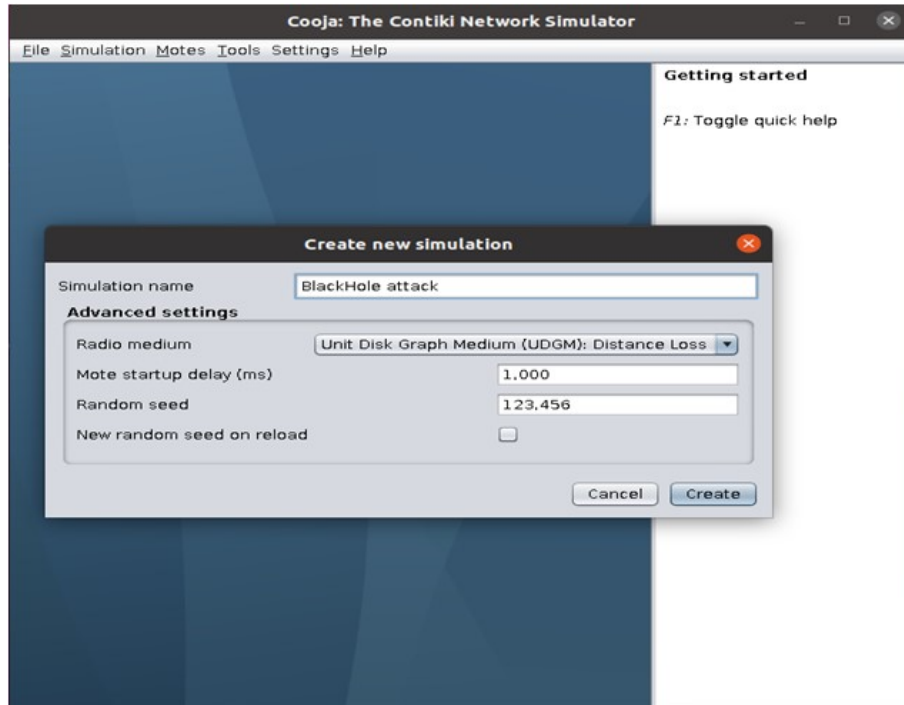 Cooja: The Contiki Network Simulator
File Simulation Motes Tools Settings Help
Getting started
F1: Toggle quick help
Create new simulation
Simulation name BlackHole attack
Advanced settings
Radio medium Unit Disk Graph Medium (UDGM): Distance Loss
Mote startup delay (ms) 1,000
Random seed 123,456
New random seed on reload
Cancel Create